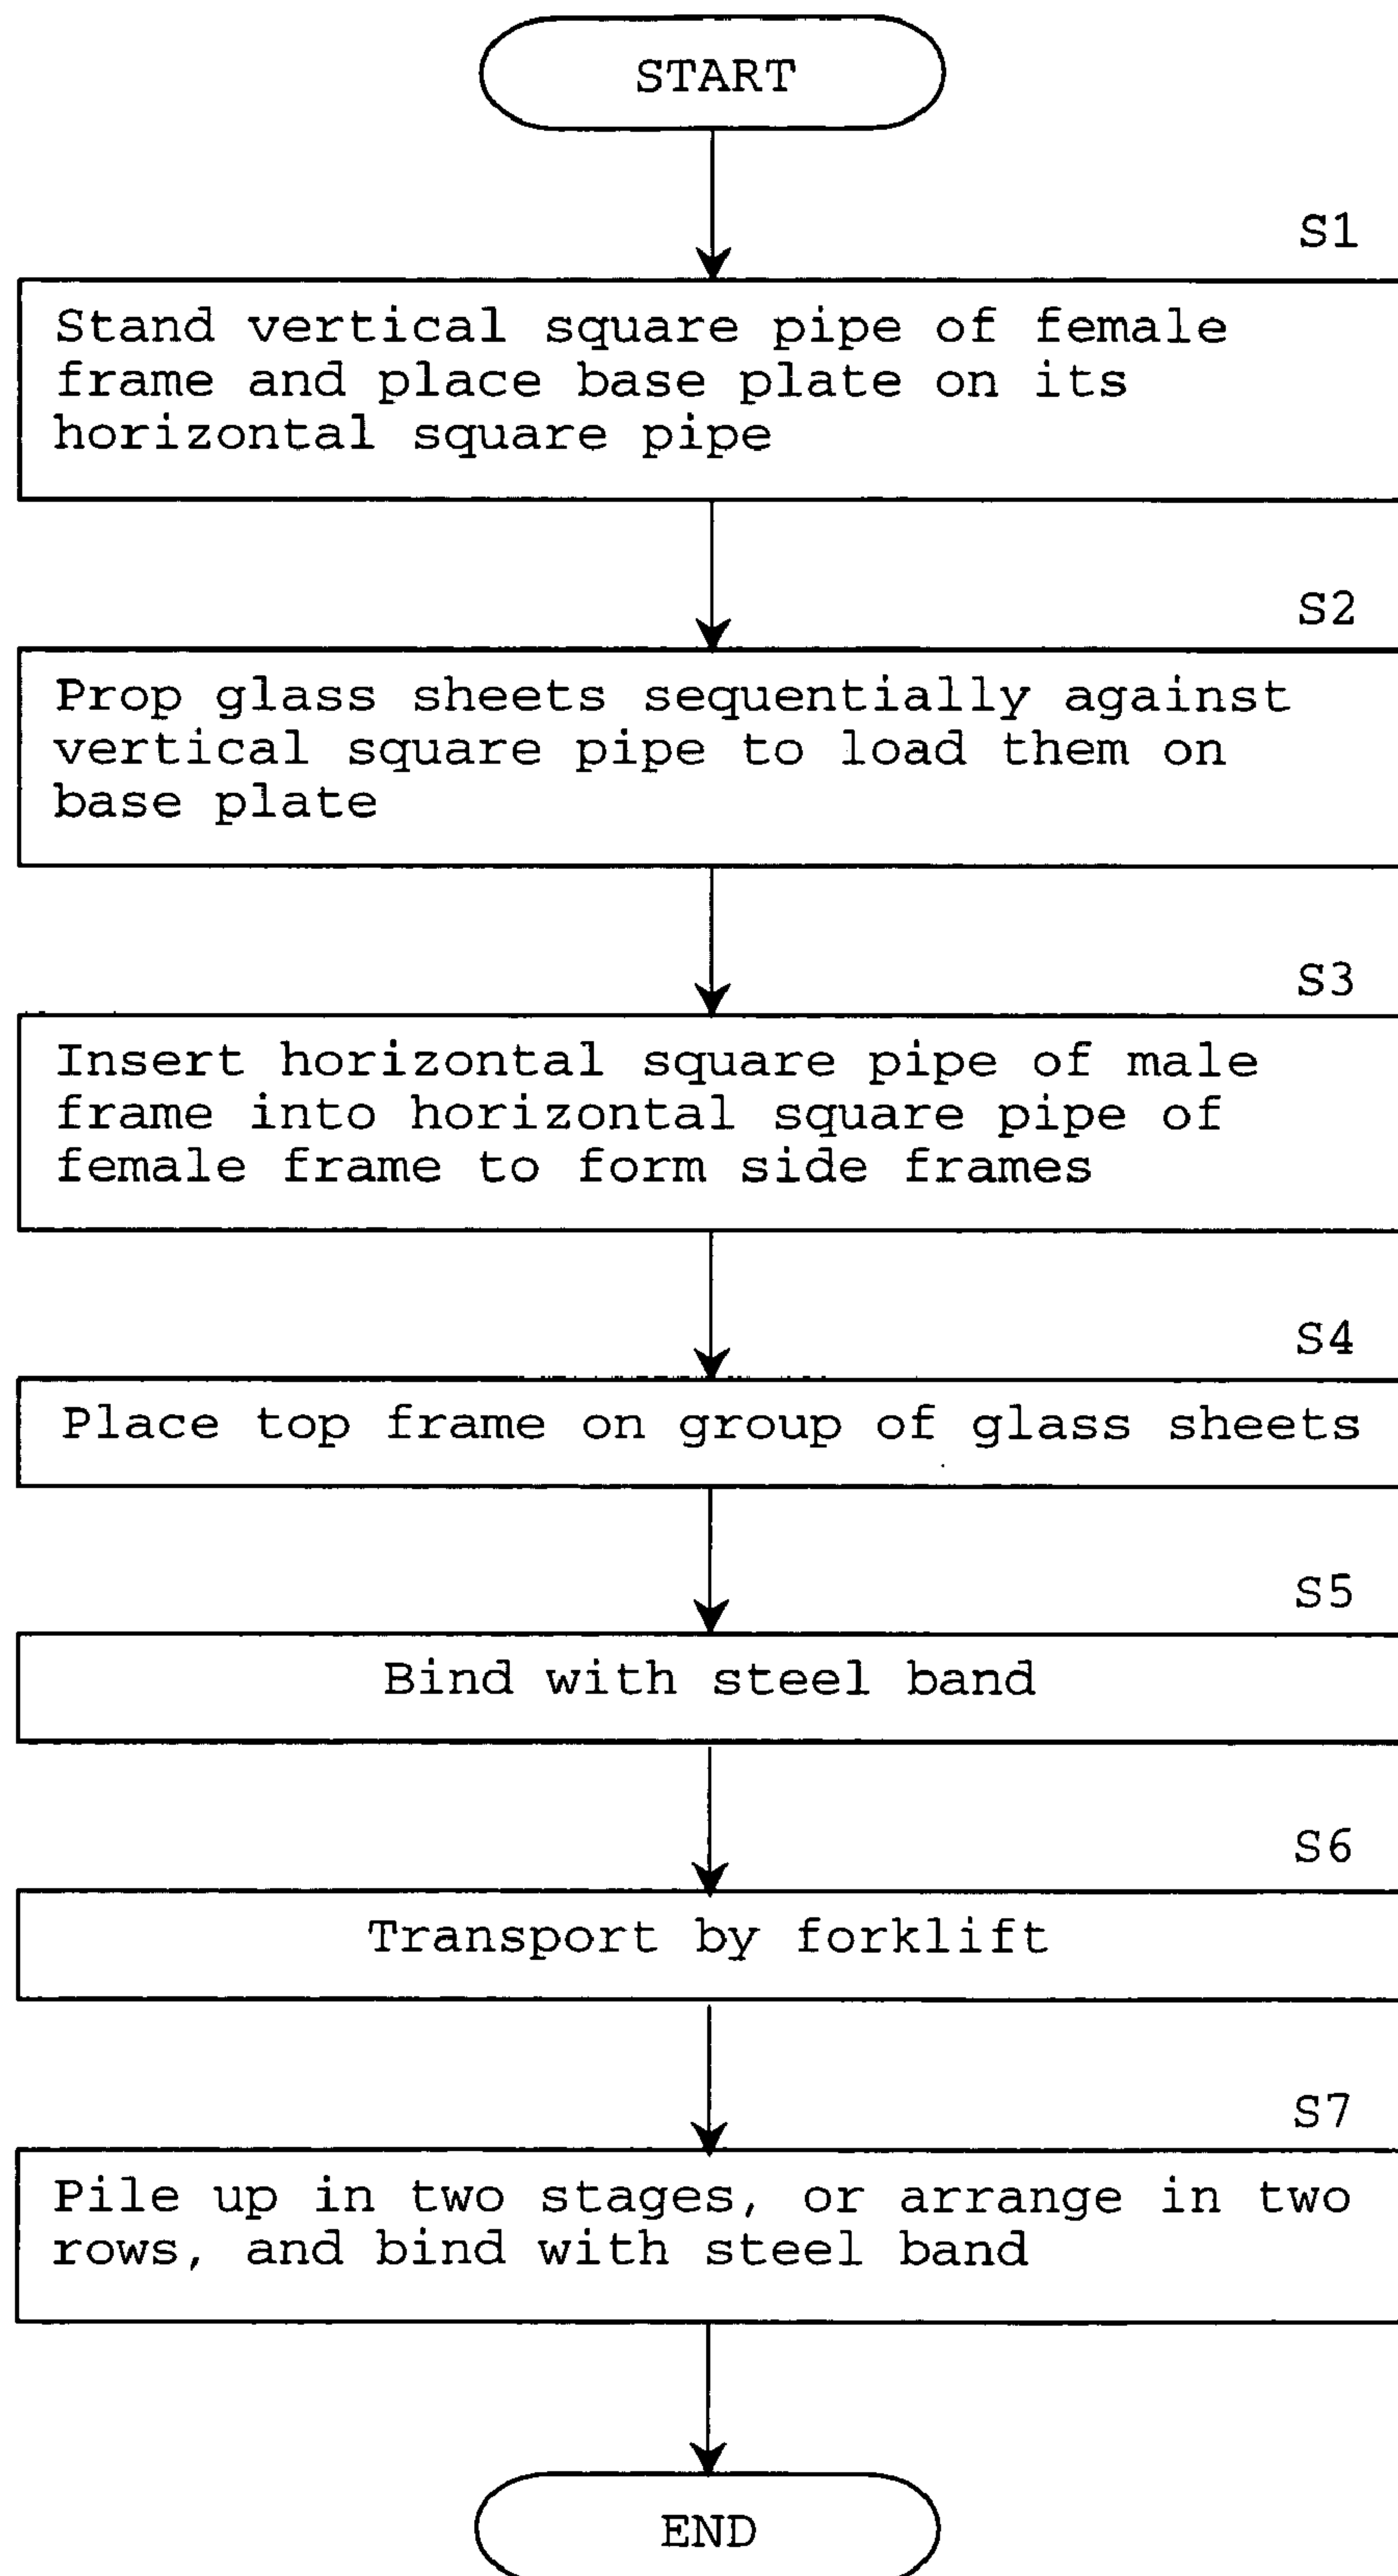 START
S1
Stand vertical square pipe of female
frame and place base plate on its
horizontal square pipe
S2
Prop glass sheets sequentially against
vertical square pipe to load them on
base plate
S3
Insert horizontal square pipe of male
frame into horizontal square pipe of
female frame to form side frames
S4
Place top frame on group of glass sheets
S5
Bind with steel band
S6
Transport by forklift
S7
Pile up in two stages, or arrange in two
rows, and bind with steel band
END